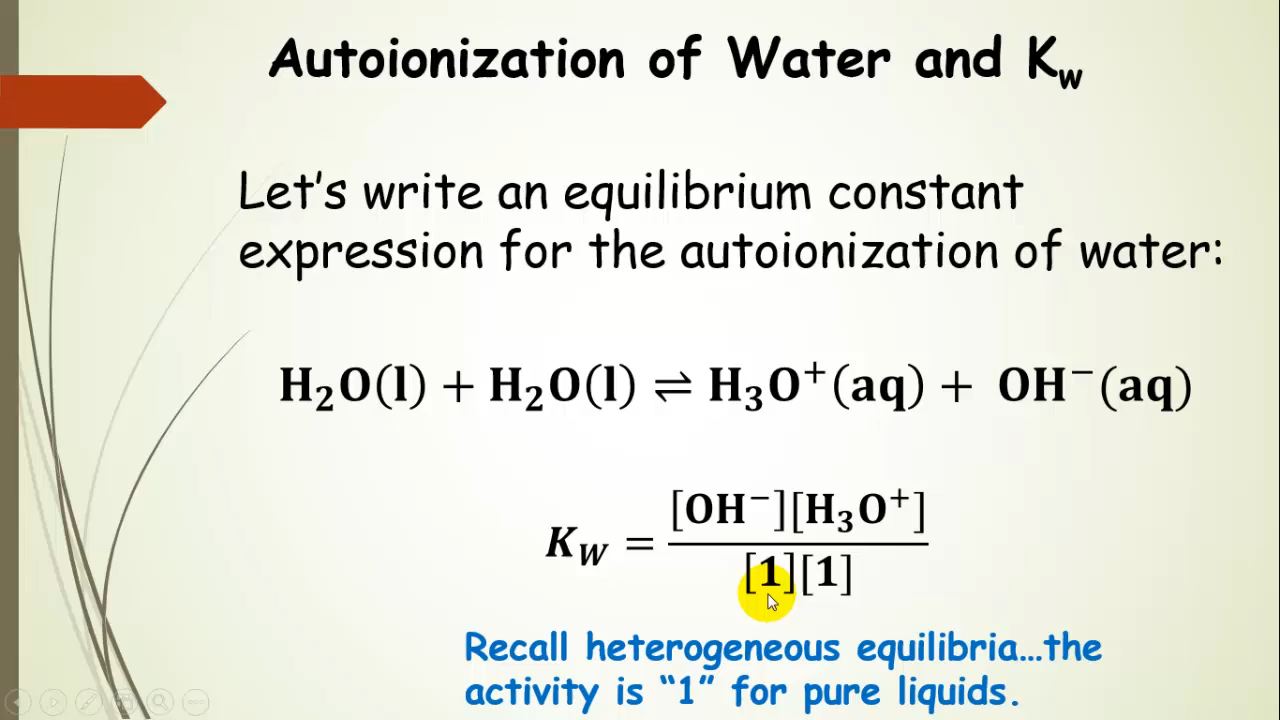 Autoionization of Water and K_w
Let's write an equilibrium constant
expression for the autoionization of water:
H₂O(l) + H₂O(l) ⇌ H₃O⁺(aq) + OH⁻(aq)
K_W = [OH⁻][H₃O⁺]
[1][1]
Recall heterogeneous equilibria...the
activity is “1” for pure liquids.